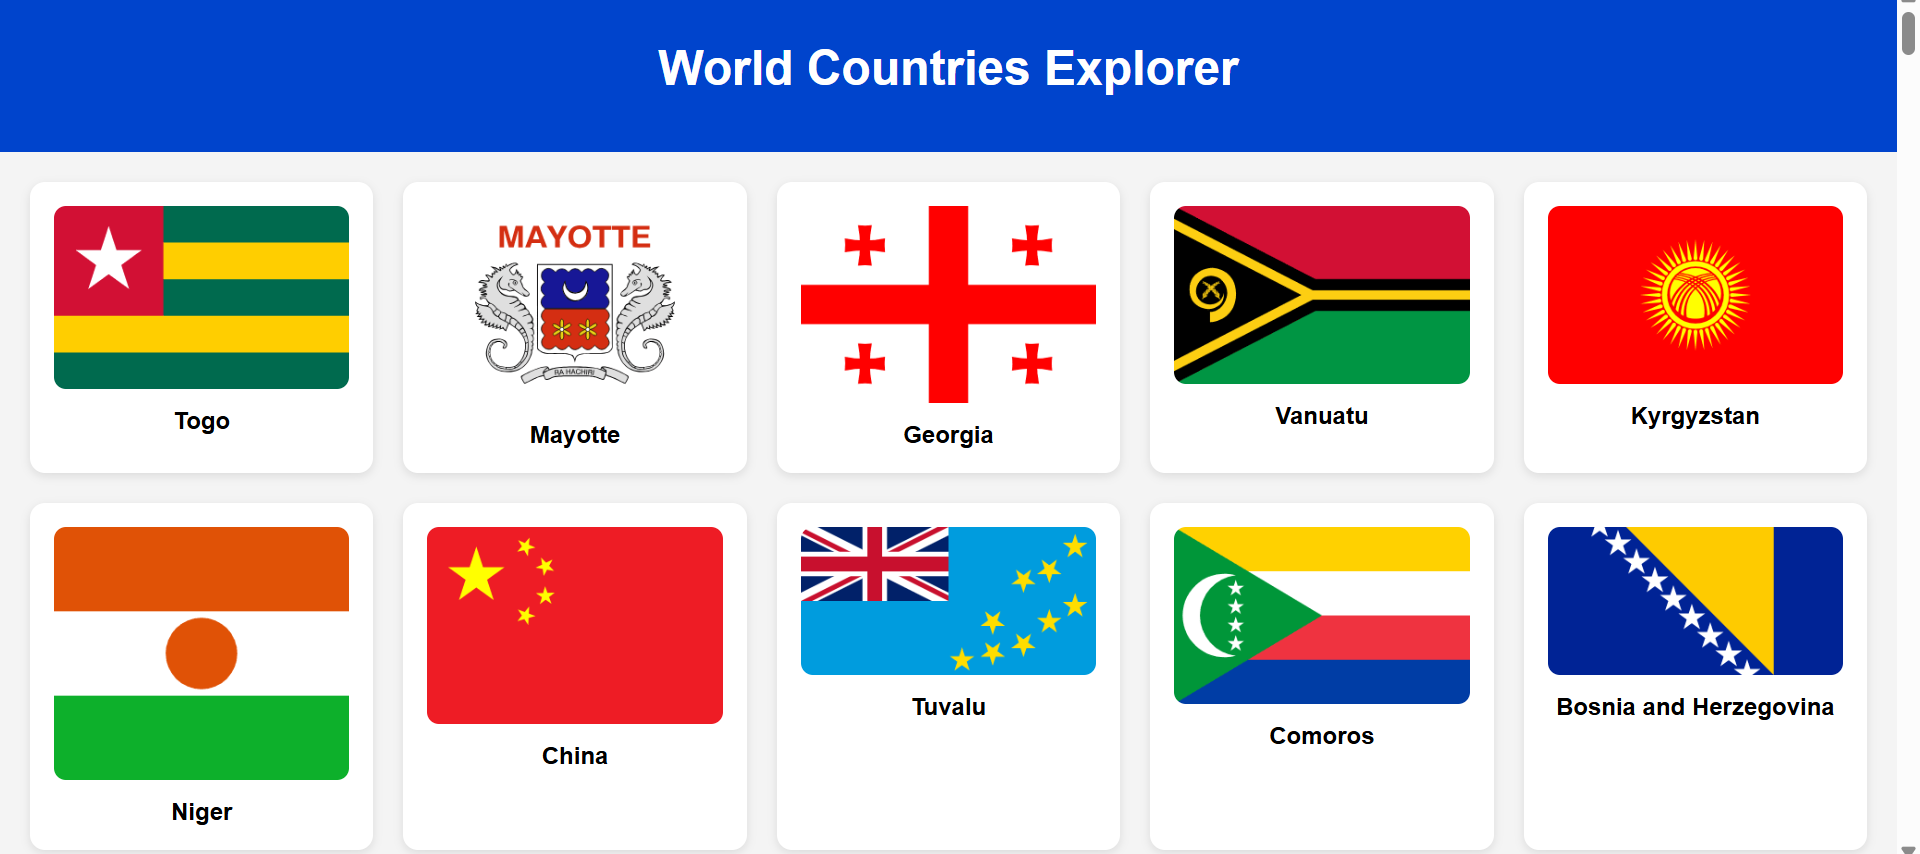 World Countries Explorer
MAYOTTE
RA HACHIRI
Togo
Mayotte
Georgia
Vanuatu
Kyrgyzstan
Niger
China
Tuvalu
Comoros
Bosnia and Herzegovina